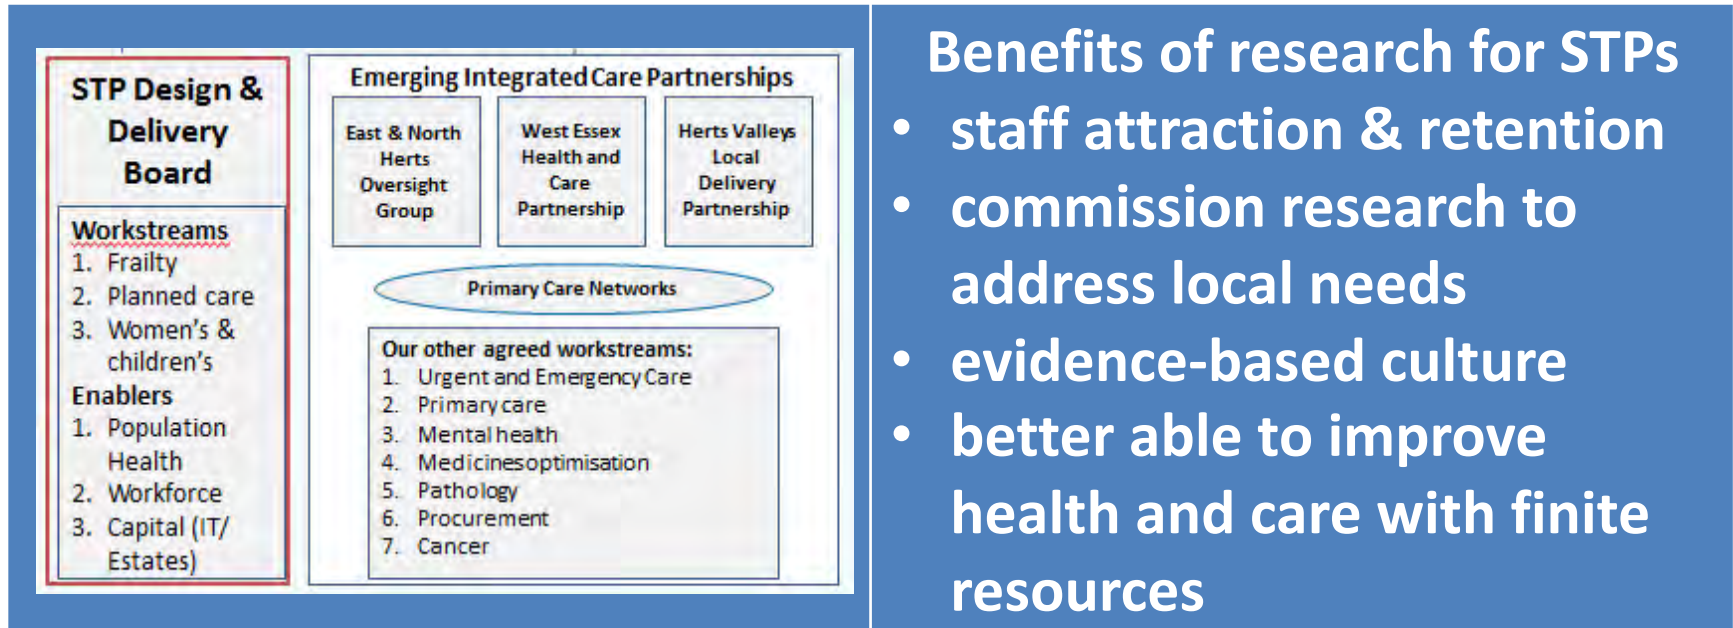 STP Design &
Delivery
Board
Workstreams
1. Frailty
2. Planned care
3. Women's &
children's
Enablers
1. Population
Health
2. Workforce
3. Capital (IT/
Estates)
Emerging Integrated Care Partnerships
East & North
Herts
Oversight
Group
West Essex
Health and
Care
Partnership
Herts Valleys
Local
Delivery
Partnership
Primary Care Networks
Our other agreed workstreams:
1. Urgent and Emergency Care
2. Primary care
3. Mental health
4. Medicines optimisation
5. Pathology
6. Procurement
7. Cancer
Benefits of research for STPs
• staff attraction & retention
• commission research to
address local needs
• evidence-based culture
• better able to improve
health and care with finite
resources